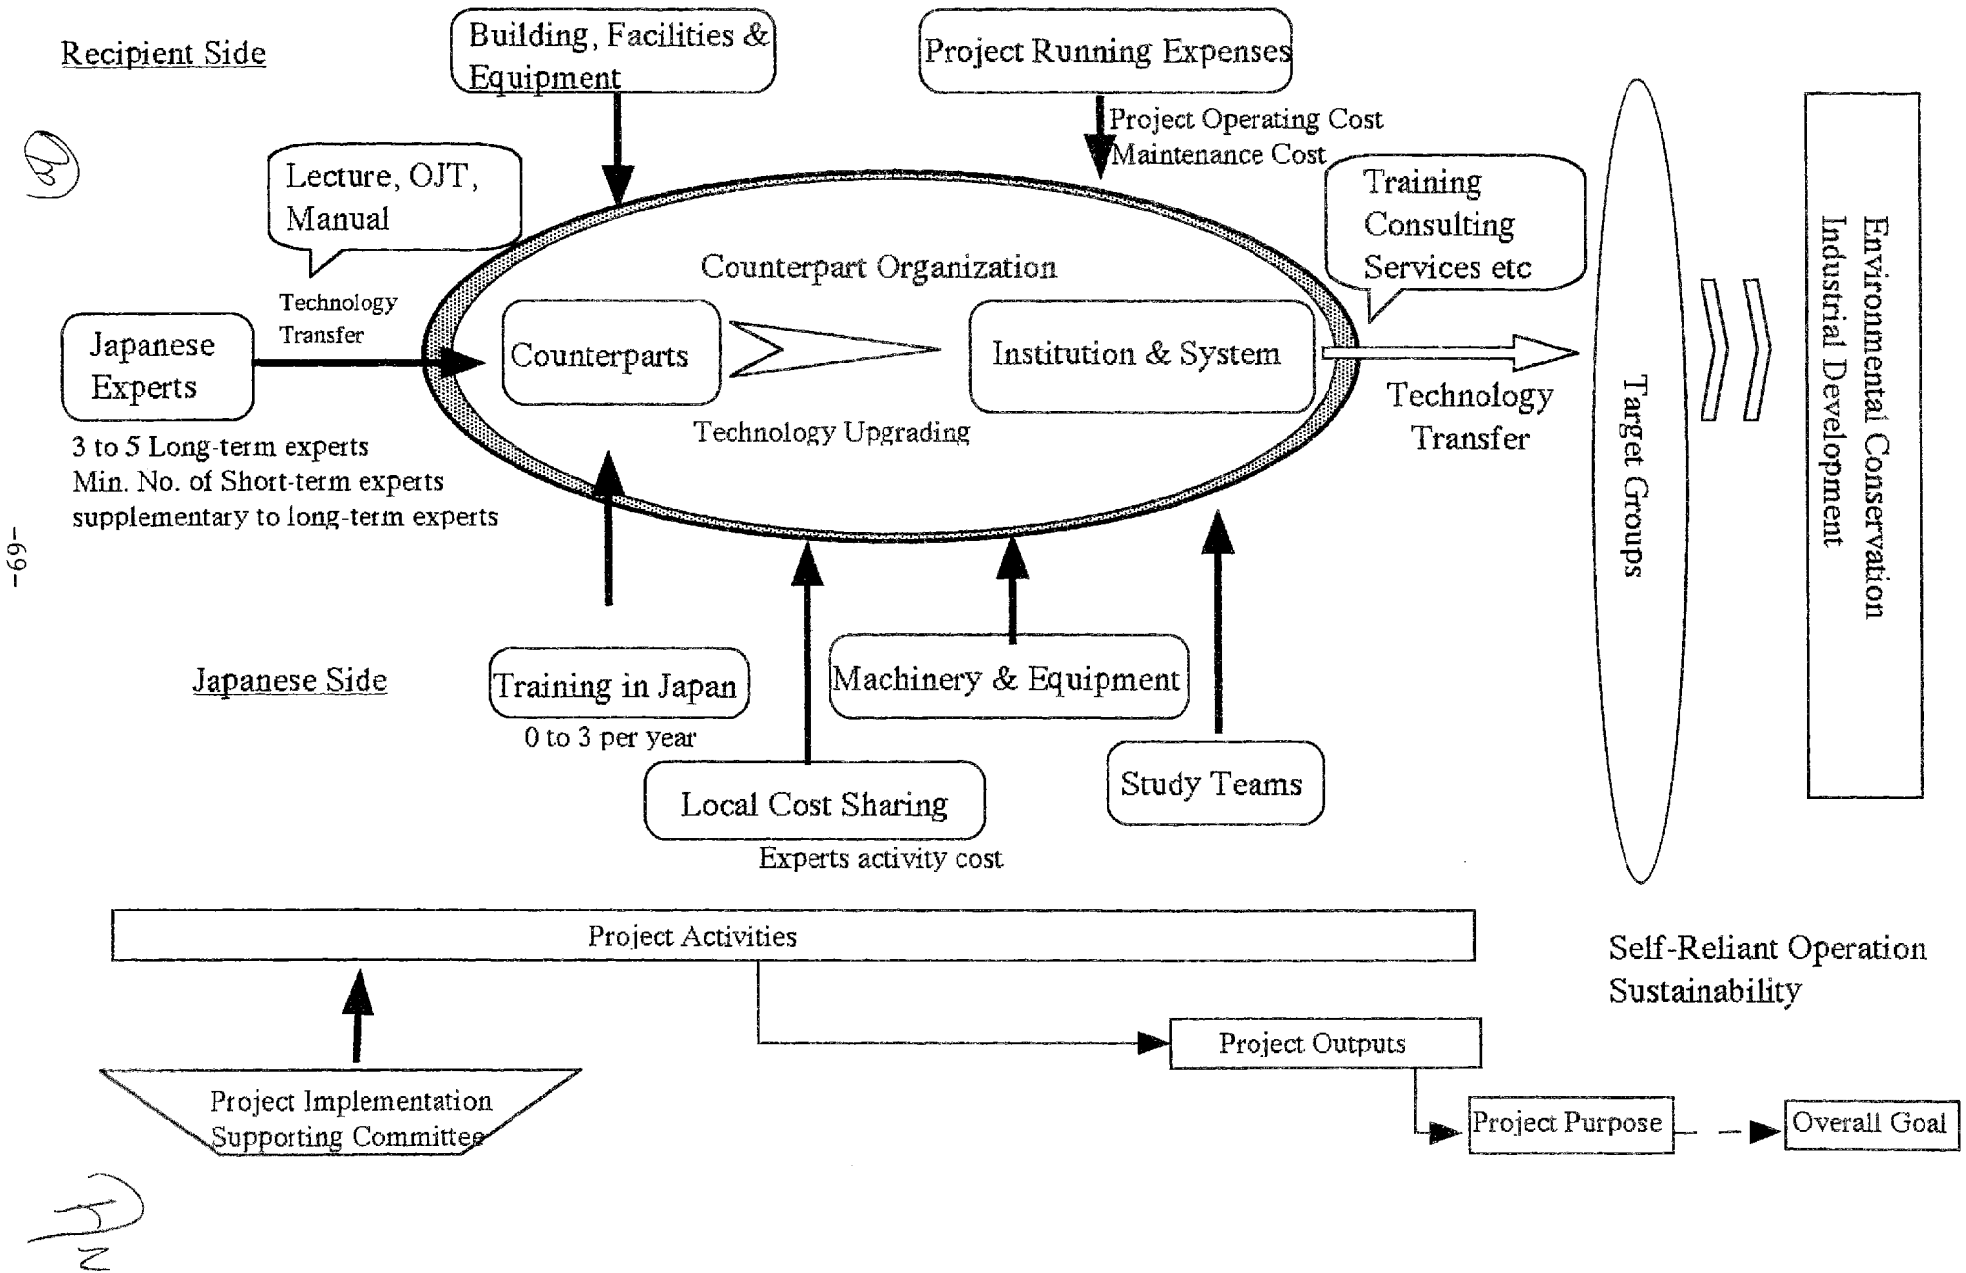 Recipient Side
Building, Facilities &
Equipment
Project Running Expenses
Project Operating Cost
Maintenance Cost
Lecture, OJT,
Manual
Training
Consulting
Services etc
Counterpart Organization
Technology
Transfer
Japanese
Experts
Counterparts
Institution & System
Technology Upgrading
Technology
Transfer
3 to 5 Long-term experts
Min. No. of Short-term experts
supplementary to long-term experts
Target Groups
Environmental Conservation
Industrial Development
-69-
Japanese Side
Training in Japan
0 to 3 per year
Machinery & Equipment
Local Cost Sharing
Experts activity cost
Study Teams
Project Activities
Self-Reliant Operation
Sustainability
Project Outputs
Project Implementation
Supporting Committee
Project Purpose
Overall Goal